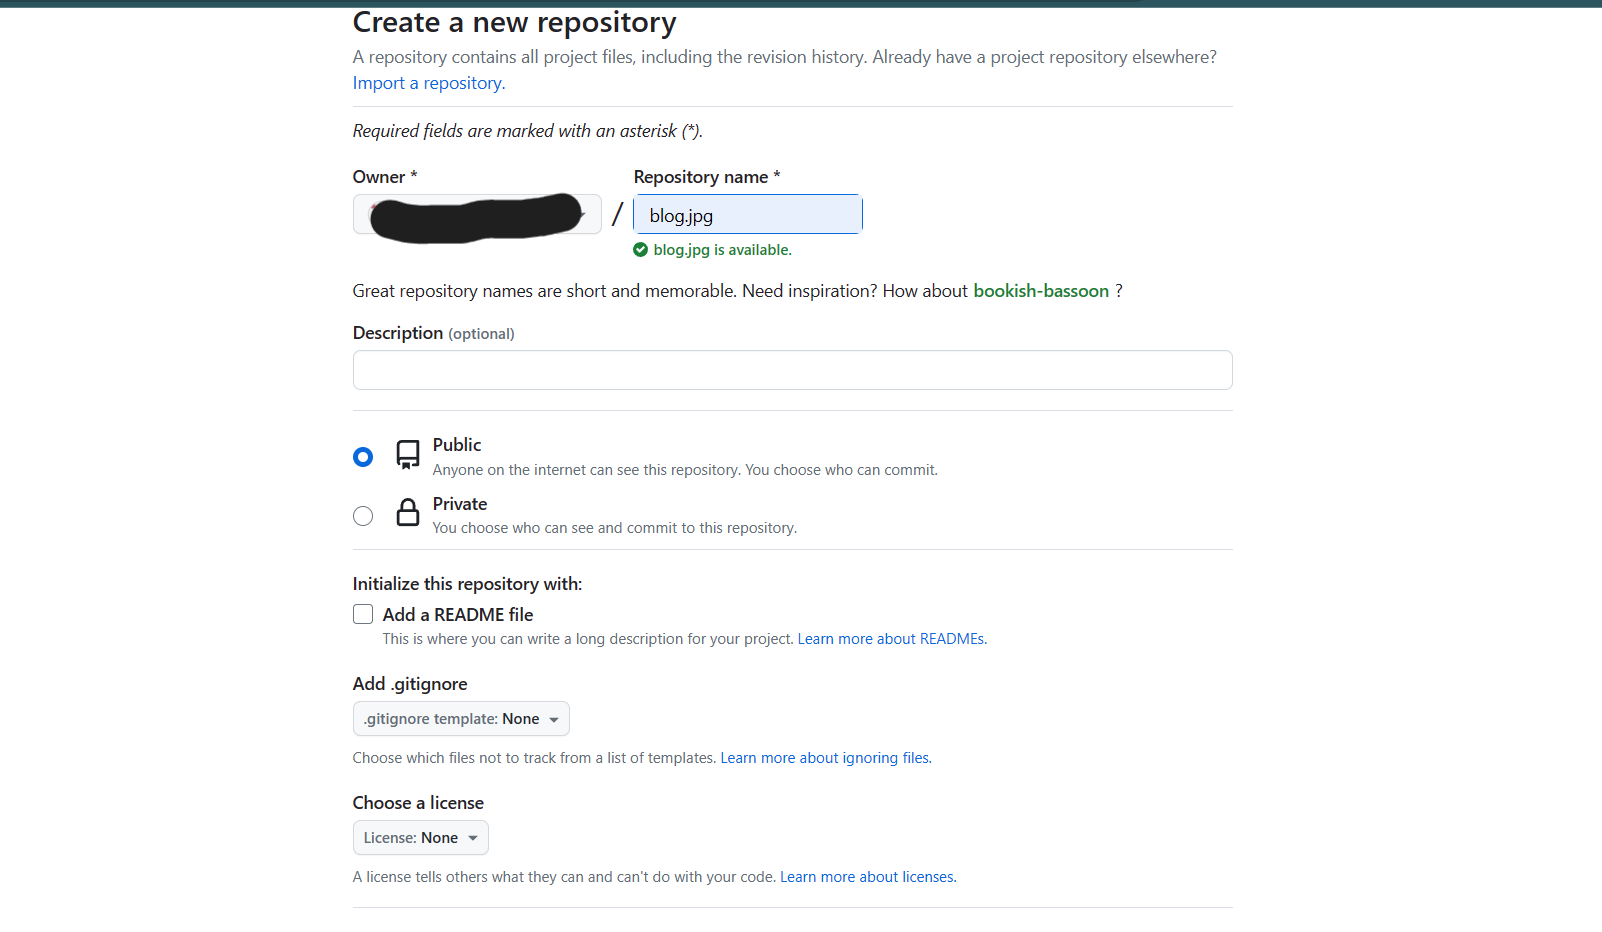 Create a new repository
A repository contains all project files, including the revision history. Already have a project repository elsewhere?
Import a repository.
Required fields are marked with an asterisk (*).
Owner *
Repository name *
/
blog.jpg
blog.jpg is available.
Great repository names are short and memorable. Need inspiration? How about bookish-bassoon ?
Description (optional)
Public
Anyone on the internet can see this repository. You choose who can commit.
Private
You choose who can see and commit to this repository.
Initialize this repository with:
Add a README file
This is where you can write a long description for your project. Learn more about READMEs.
Add .gitignore
.gitignore template: None
Choose which files not to track from a list of templates. Learn more about ignoring files.
Choose a license
License: None
A license tells others what they can and can't do with your code. Learn more about licenses.